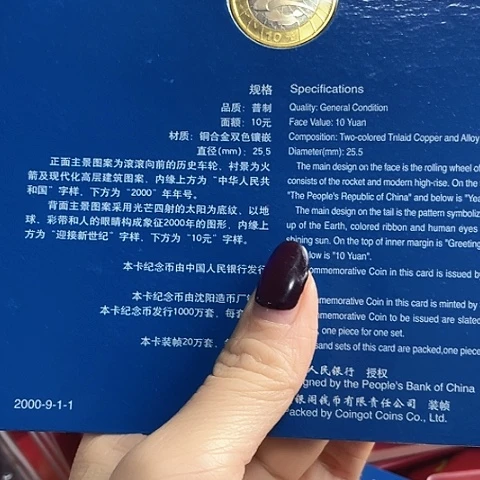 10元
规格 Specifications
品质：普制 Quality: General Condition
面额：10元 Face Value: 10 Yuan
材质：铜合金双色镶嵌 Composition: Two-colored Tnlaid Copper and Alloy
直径(mm)：25.5 Diameter(mm): 25.5
正面主景图案为滚滚向前的历史车轮，衬景为火
箭及现代化高层建筑图案，内缘上方为“中华人民共
和国”字样，下方为“2000”年年号。
背面主景图案采用光芒四射的太阳为底纹，以地
球、彩带和人的眼睛构成象征2000年的图形，内缘上
方为“迎接新世纪”字样，下方为“10元”字样。
本卡纪念币由中国人民银行发行
本卡纪念币由沈阳造币厂
本卡纪念币发行1000万套，每套
本卡装帧20万套，
2000-9-1-1
The main design on the face is the rolling wheel of
consists of the rocket and modern high-rise. On the
"The People's Republic of China" and below is "Yea
The main design on the tail is the pattern symboliz
up of the Earth, colored ribbon and human eyes
shining sun. On the top of inner margin is "Greeting
below is "10 Yuan".
Commemorative Coin in this card is issued by
Commemorative Coin in this card is minted by
Commemorative Coin to be issued are slated
one piece for one set.
sand sets of this card are packed,one piece
人民银行 授权
by the People's Bank of China
银阁钱币有限责任公司 装帧
Packed by Coingot Coins Co., Ltd.